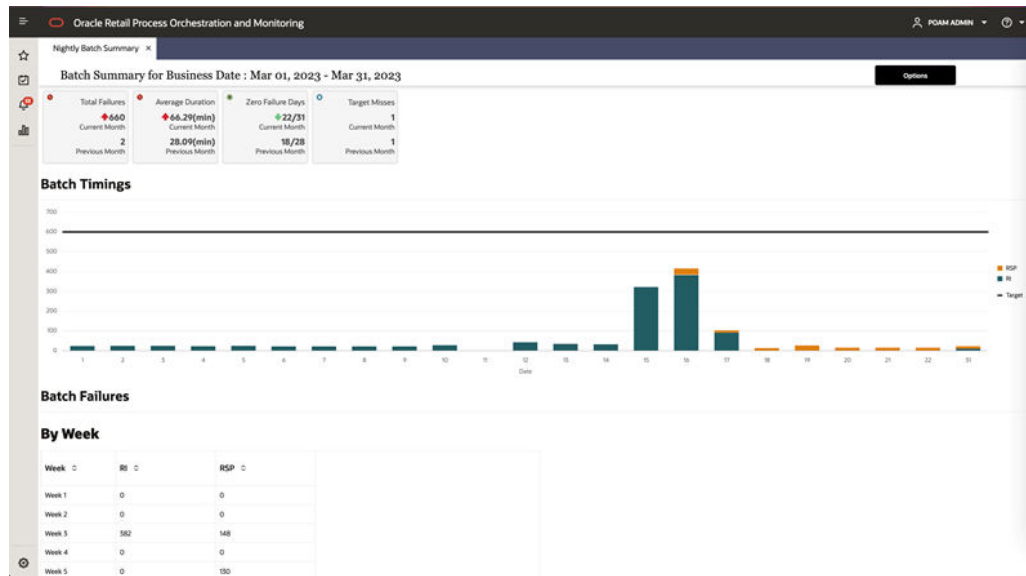 Oracle Retail Process Orchestration and Monitoring
POAM ADMIN
Nightly Batch Summary ×
Batch Summary for Business Date : Mar 01, 2023 - Mar 31, 2023
Options
Total Failures
660
Current Month
2
Previous Month
Average Duration
66.29(min)
Current Month
28.09(min)
Previous Month
Zero Failure Days
22/31
Current Month
18/28
Previous Month
Target Misses
1
Current Month
1
Previous Month
Batch Timings
700
600
500
400
300
200
100
0
1 2 3 4 5 6 7 8 9 10 11 12 13 14 15 16 17 18 19 20 21 22 31
Date
RSP
RI
Target
Batch Failures
By Week
Week RI RSP
Week 1 0 0
Week 2 0 0
Week 3 382 148
Week 4 0 0
Week 5 0 130